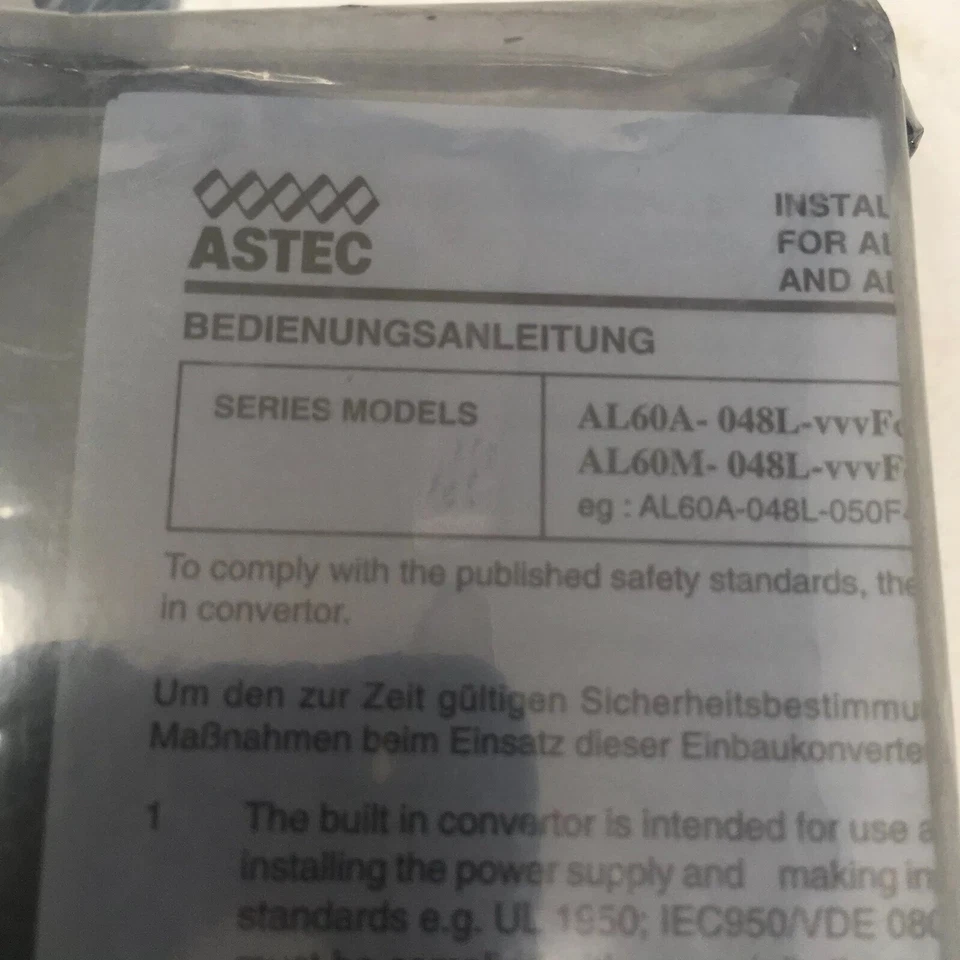 ASTEC
INSTAL
FOR AL
AND AL
BEDIENUNGSANLEITUNG
SERIES MODELS
AL60A- 048L-vvvFc
AL60M- 048L-vvvF
eg : AL60A-048L-050F-
To comply with the published safety standards, the
in convertor.
Um den zur Zeit gültigen Sicherheitsbestimmu
Maßnahmen beim Einsatz dieser Einbaukonverte
1 The built in convertor is intended for use a
installing the power supply and making in
standards e.g. UL 1950; IEC950/VDE 080